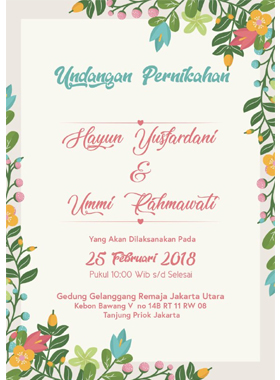 Undangan Pernikahan
Hayun Yusfardani
&
Ummi Rahmawati
Yang Akan Dilaksanakan Pada
25 Februari 2018
Pukul 10:00 Wib s/d Selesai
Gedung Gelanggang Remaja Jakarta Utara
Kebon Bawang V no 14B RT 11 RW 08
Tanjung Priok Jakarta